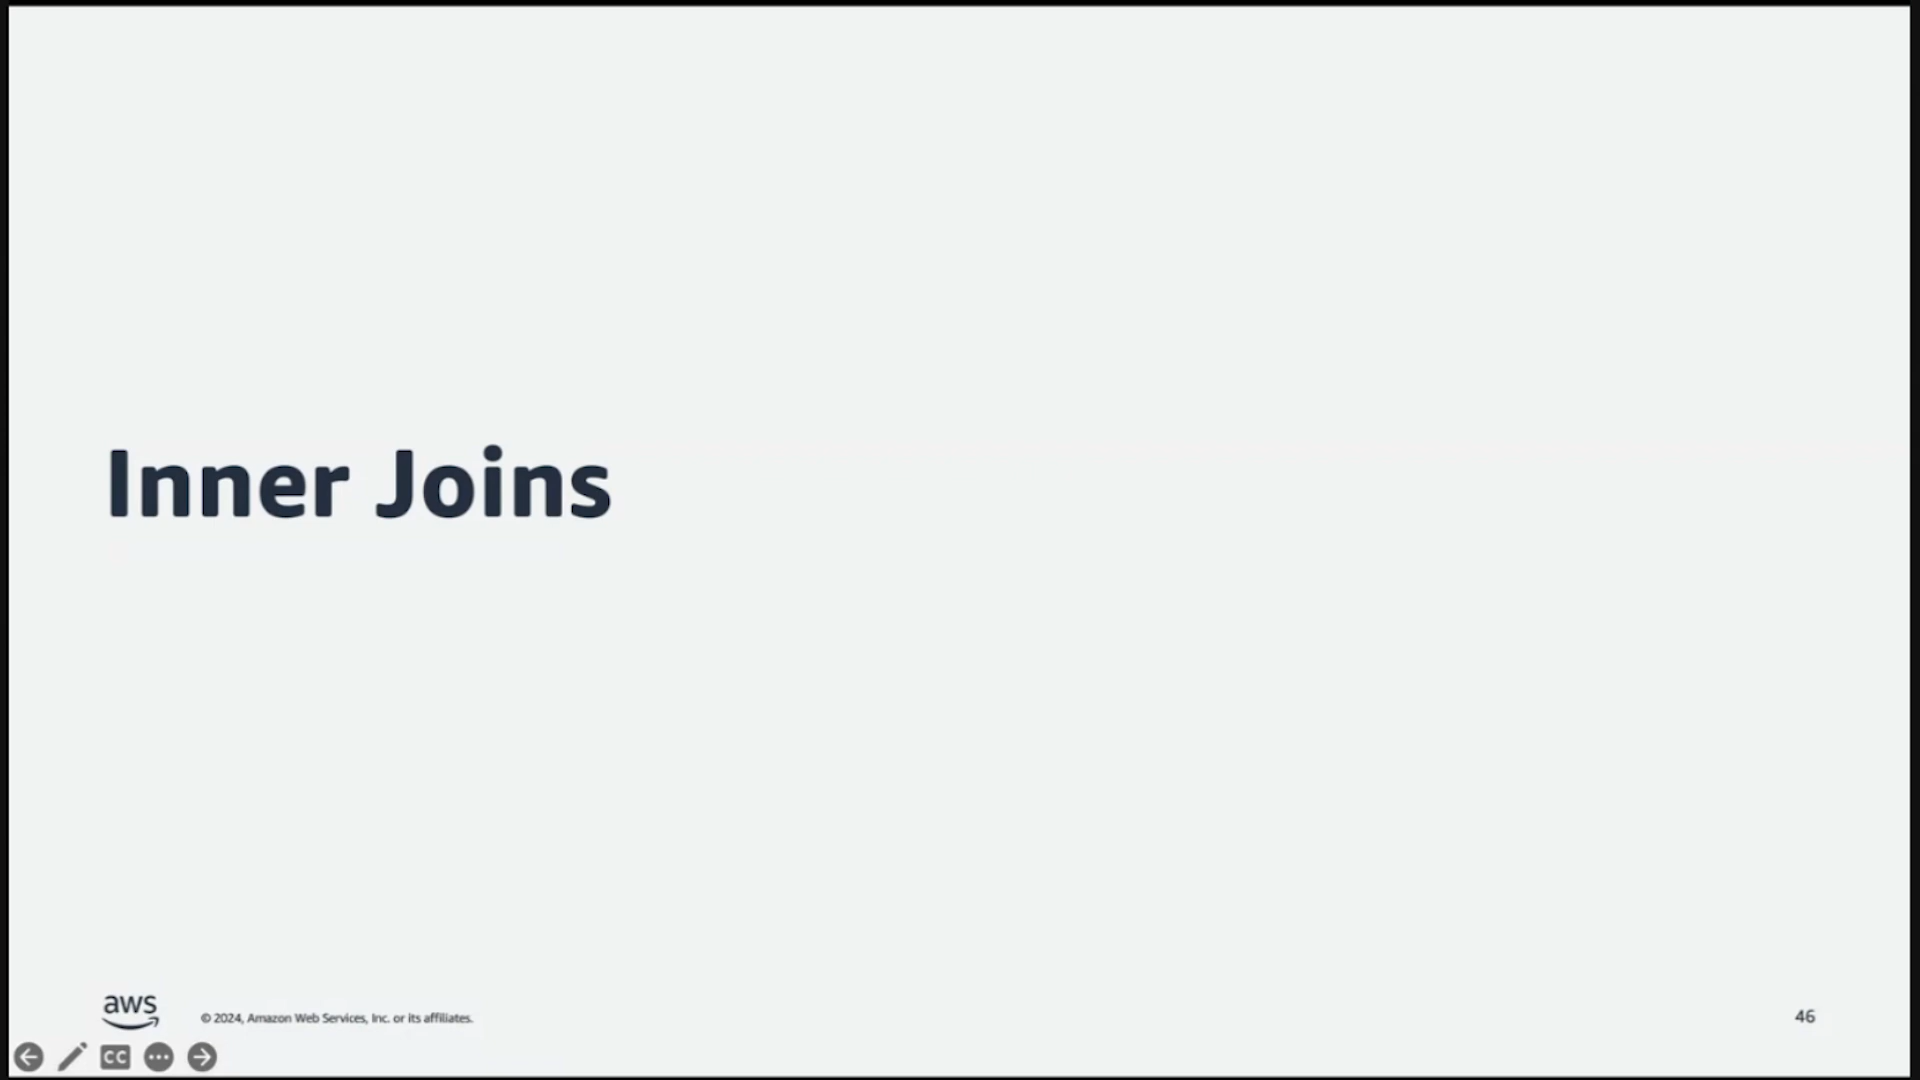 Inner Joins
aws
© 2024, Amazon Web Services, Inc. or its affiliates.
46
CC